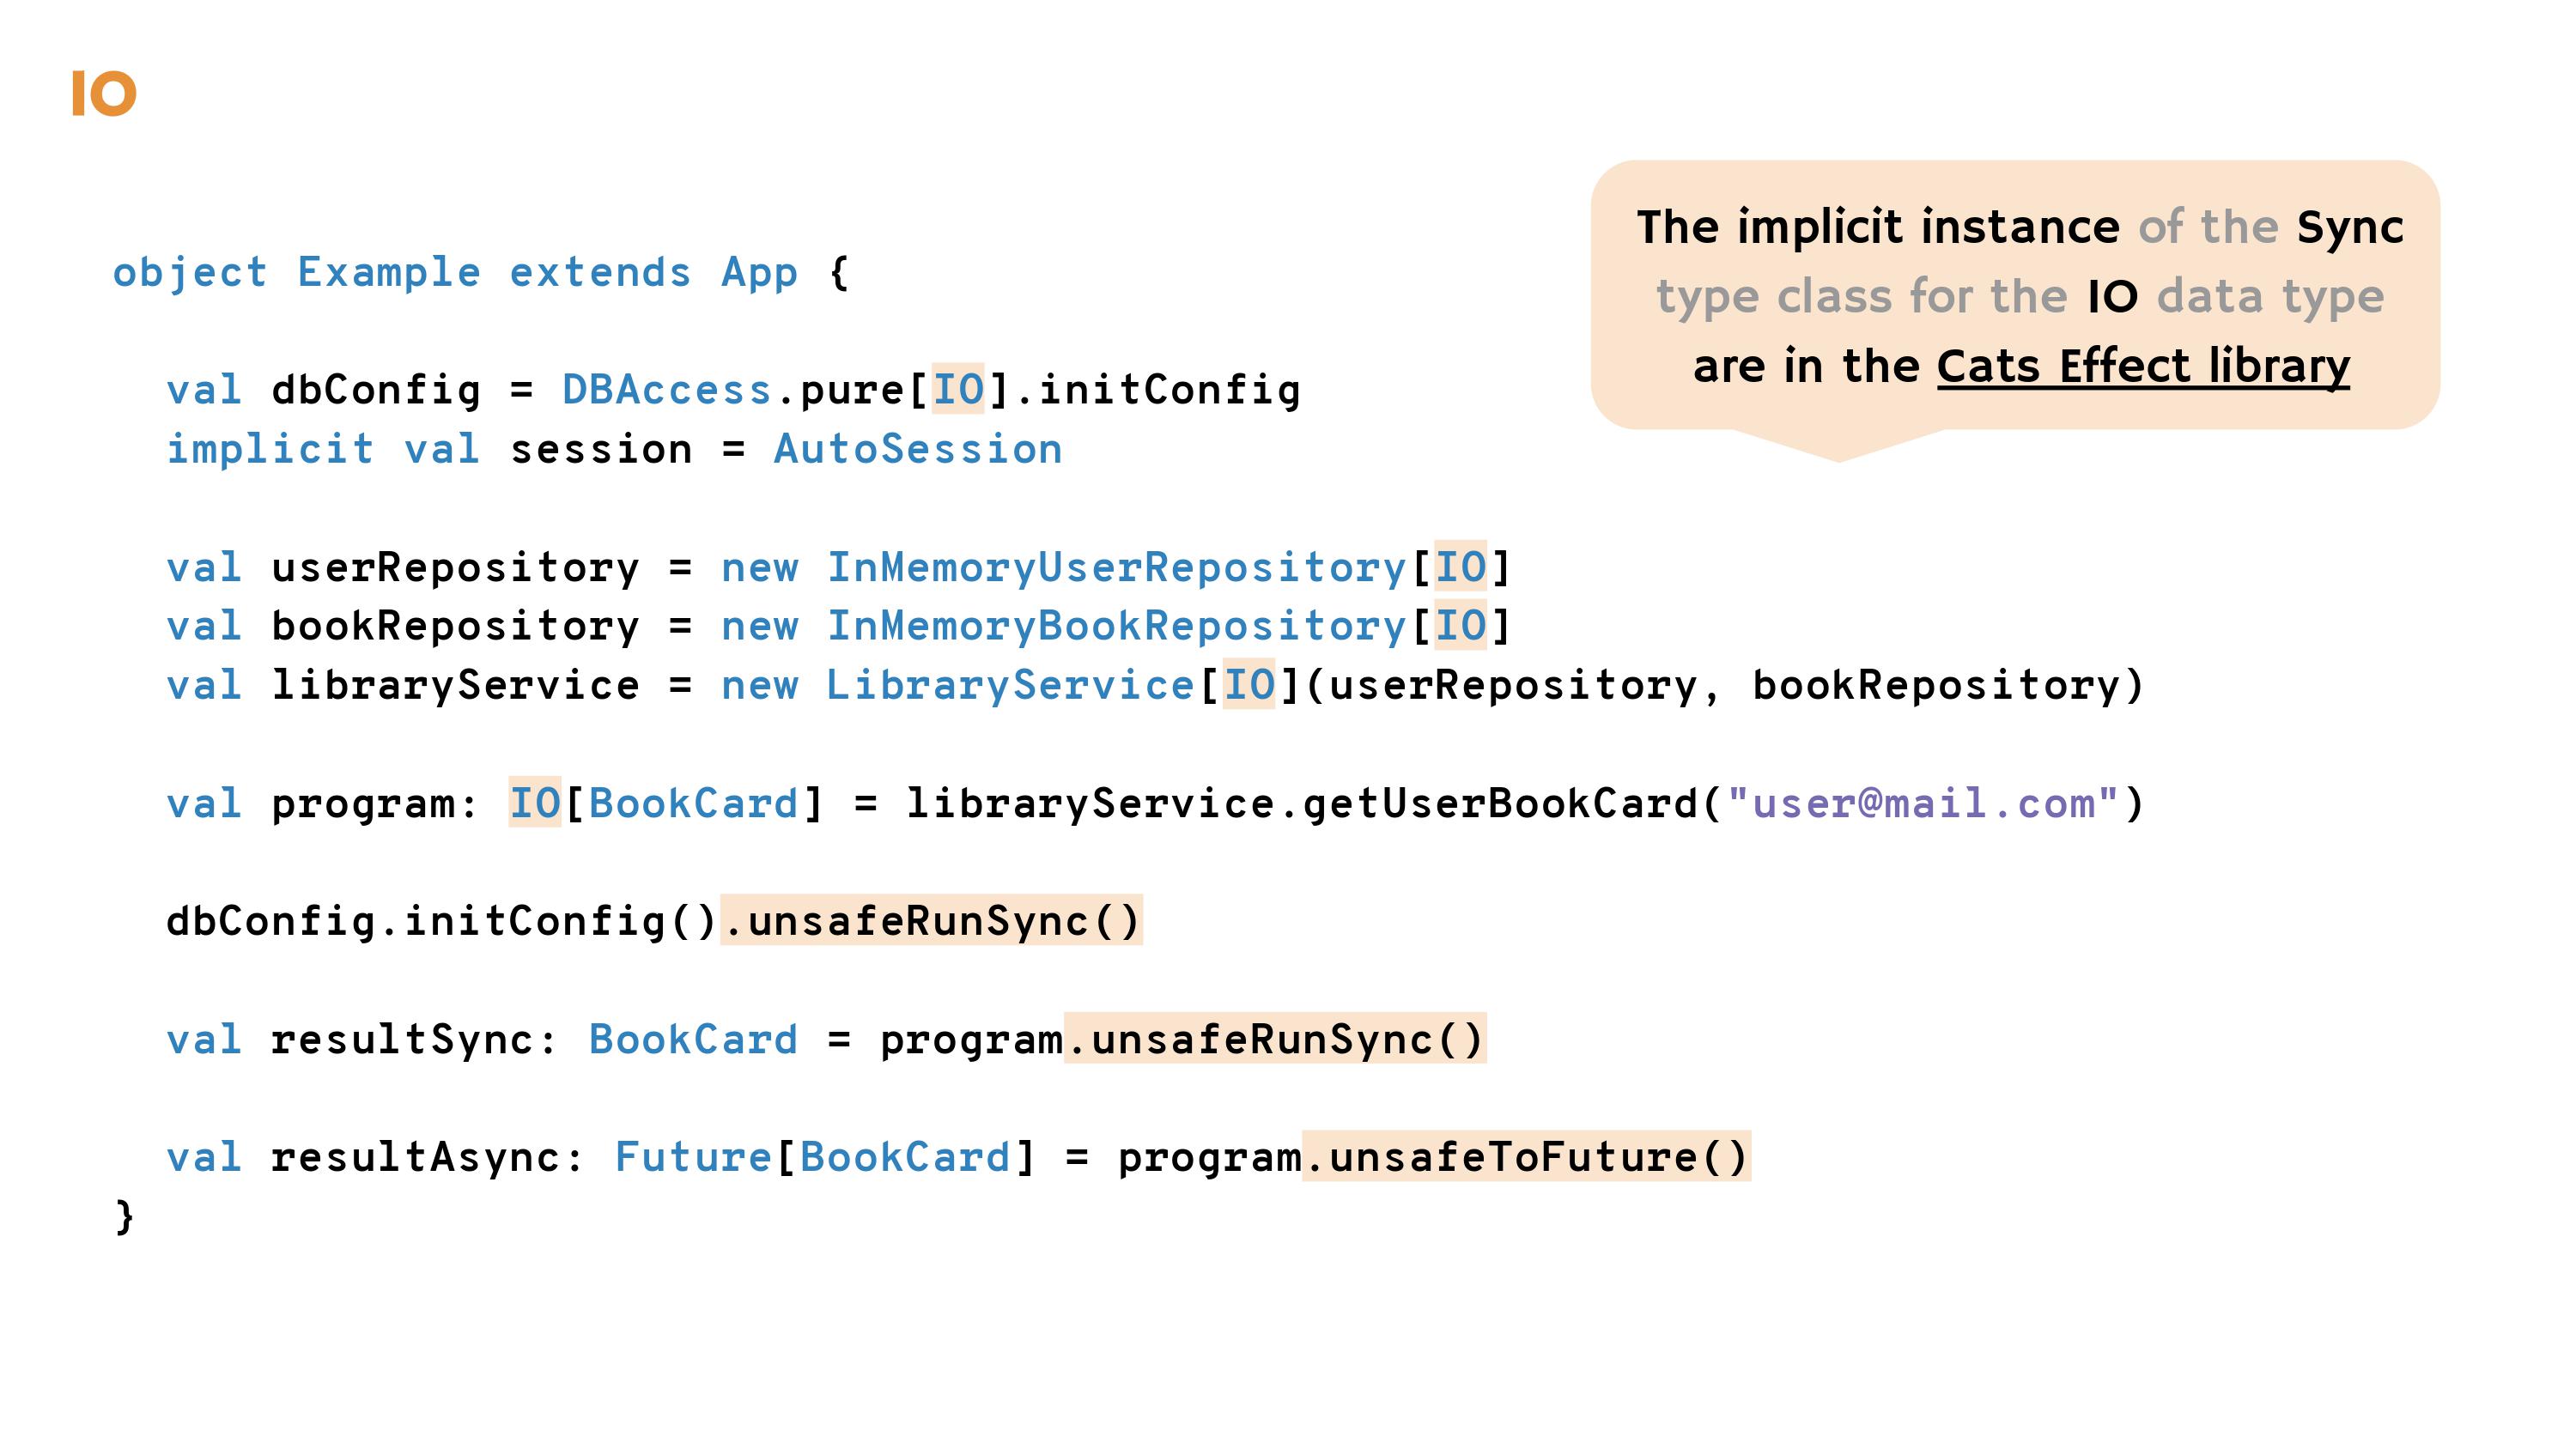 IO
The implicit instance of the Sync
type class for the IO data type
are in the Cats Effect library
object Example extends App {
  val dbConfig = DBAccess.pure[IO].initConfig
  implicit val session = AutoSession
  val userRepository = new InMemoryUserRepository[IO]
  val bookRepository = new InMemoryBookRepository[IO]
  val libraryService = new LibraryService[IO](userRepository, bookRepository)
  val program: IO[BookCard] = libraryService.getUserBookCard("user@mail.com")
  dbConfig.initConfig().unsafeRunSync()
  val resultSync: BookCard = program.unsafeRunSync()
  val resultAsync: Future[BookCard] = program.unsafeToFuture()
}